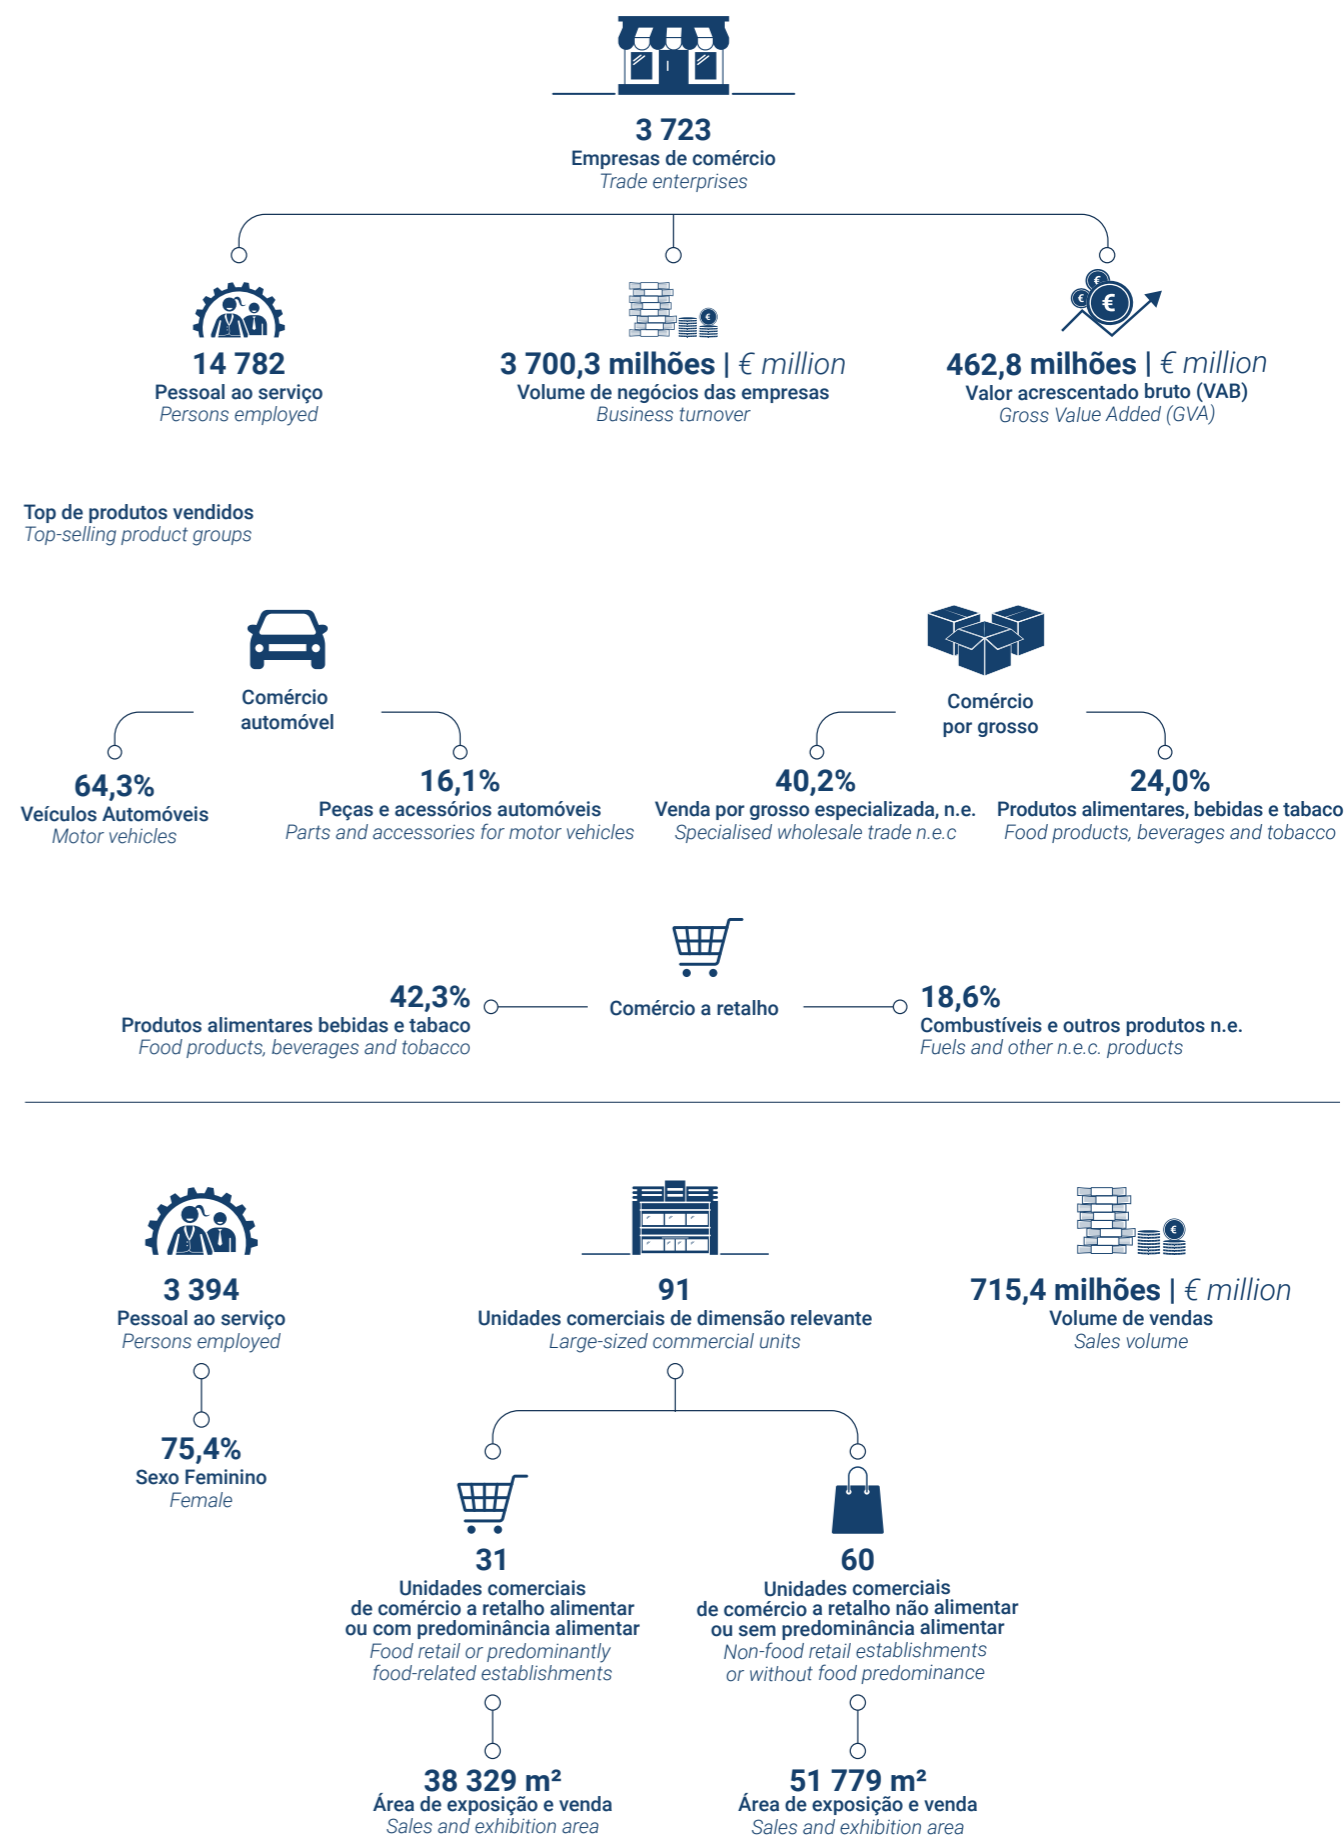 3 723
Empresas de comércio
Trade enterprises
14 782
Pessoal ao serviço
Persons employed
3 700,3 milhões | € million
Volume de negócios das empresas
Business turnover
462,8 milhões | € million
Valor acrescentado bruto (VAB)
Gross Value Added (GVA)
Top de produtos vendidos
Top-selling product groups
Comércio
automóvel
64,3%
Veículos Automóveis
Motor vehicles
16,1%
Peças e acessórios automóveis
Parts and accessories for motor vehicles
Comércio
por grosso
40,2%
Venda por grosso especializada, n.e.
Specialised wholesale trade n.e.c
24,0%
Produtos alimentares, bebidas e tabaco
Food products, beverages and tobacco
Comércio a retalho
42,3%
Produtos alimentares bebidas e tabaco
Food products, beverages and tobacco
18,6%
Combustíveis e outros produtos n.e.
Fuels and other n.e.c. products
3 394
Pessoal ao serviço
Persons employed
75,4%
Sexo Feminino
Female
91
Unidades comerciais de dimensão relevante
Large-sized commercial units
715,4 milhões | € million
Volume de vendas
Sales volume
31
Unidades comerciais
de comércio a retalho alimentar
ou com predominância alimentar
Food retail or predominantly
food-related establishments
38 329 m²
Área de exposição e venda
Sales and exhibition area
60
Unidades comerciais
de comércio a retalho não alimentar
ou sem predominância alimentar
Non-food retail establishments
or without food predominance
51 779 m²
Área de exposição e venda
Sales and exhibition area